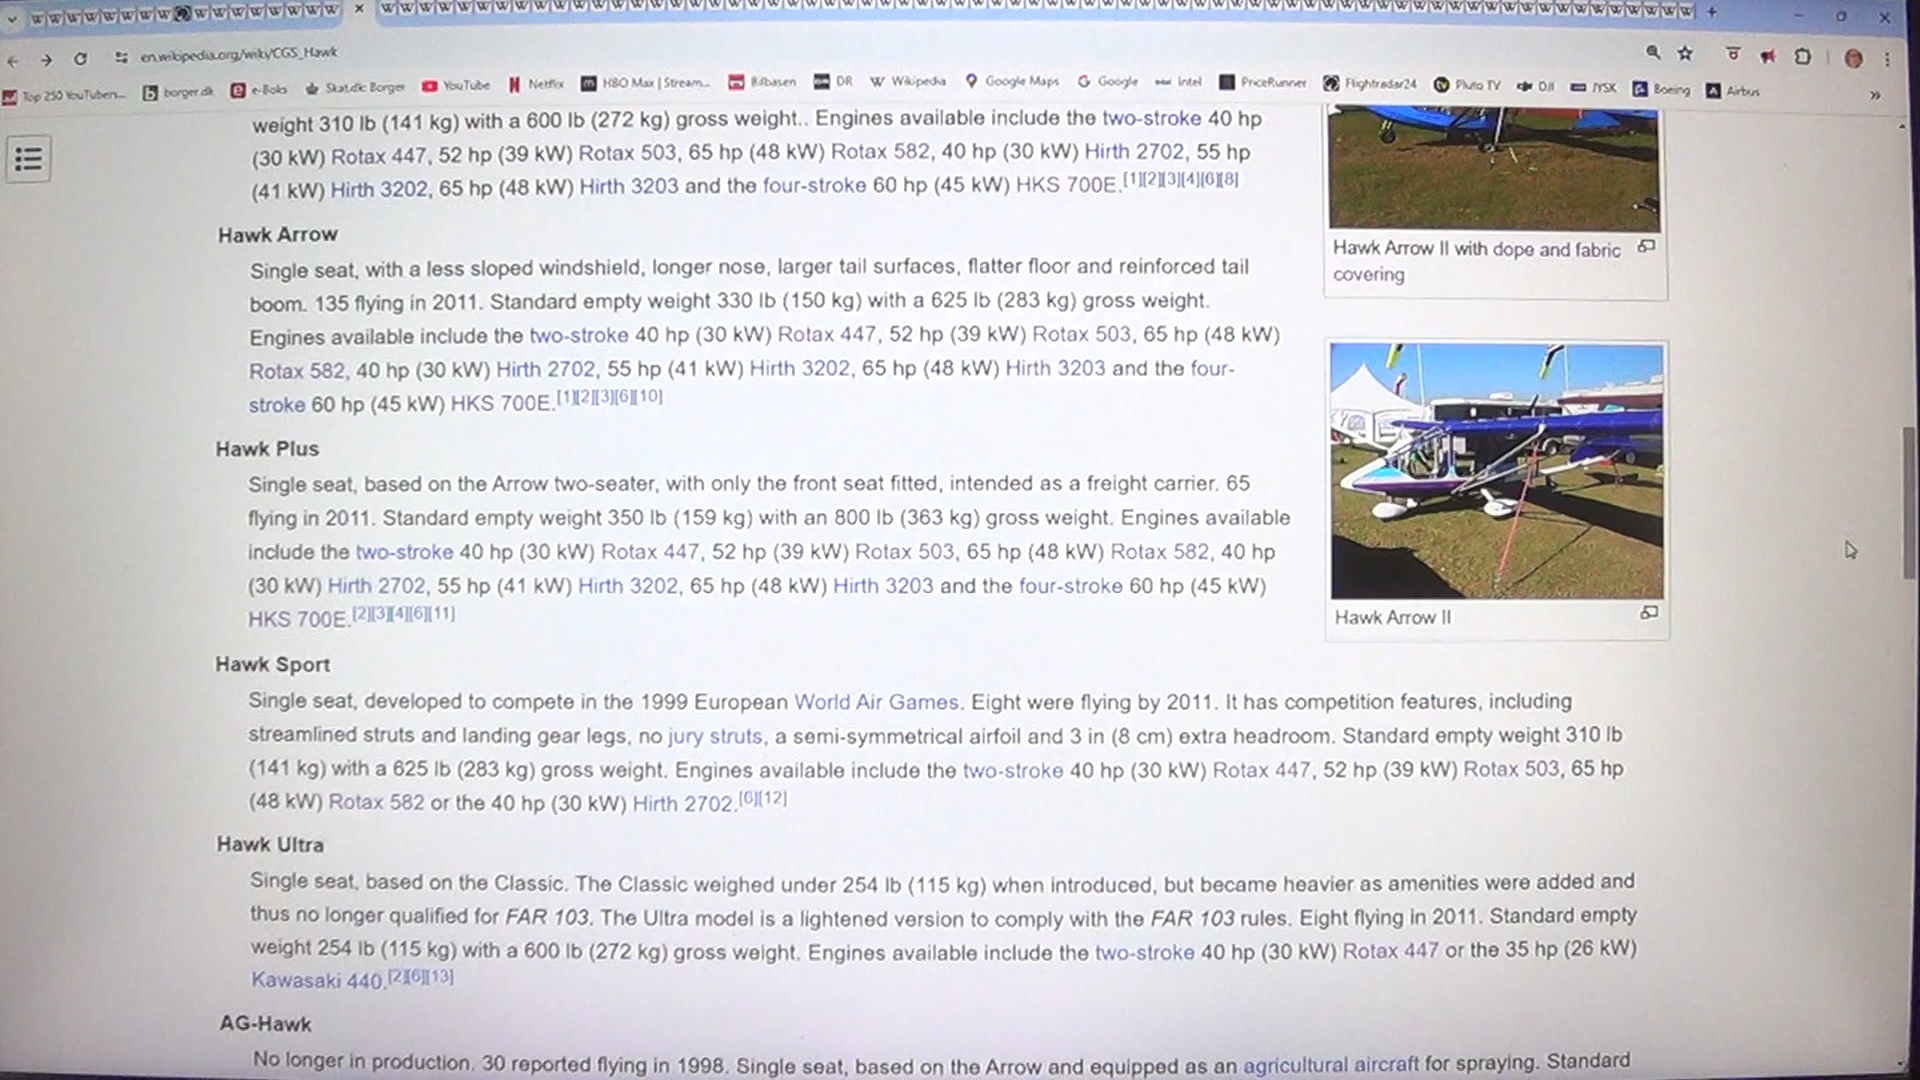 en.wikipedia.org/wiki/CGS_Hawk
Top 250 YouTubers... borger.dk e-Boks Skat.dk: Borger YouTube Netflix HBO Max | Stream... Bilbasen DR Wikipedia Google Maps Google Intel PriceRunner Flightradar24 Pluto TV DJI JYSK Boeing Airbus
weight 310 lb (141 kg) with a 600 lb (272 kg) gross weight.. Engines available include the two-stroke 40 hp
(30 kW) Rotax 447, 52 hp (39 kW) Rotax 503, 65 hp (48 kW) Rotax 582, 40 hp (30 kW) Hirth 2702, 55 hp
(41 kW) Hirth 3202, 65 hp (48 kW) Hirth 3203 and the four-stroke 60 hp (45 kW) HKS 700E.[1][2][3][4][6][8]
Hawk Arrow
Single seat, with a less sloped windshield, longer nose, larger tail surfaces, flatter floor and reinforced tail
boom. 135 flying in 2011. Standard empty weight 330 lb (150 kg) with a 625 lb (283 kg) gross weight.
Engines available include the two-stroke 40 hp (30 kW) Rotax 447, 52 hp (39 kW) Rotax 503, 65 hp (48 kW)
Rotax 582, 40 hp (30 kW) Hirth 2702, 55 hp (41 kW) Hirth 3202, 65 hp (48 kW) Hirth 3203 and the four-
stroke 60 hp (45 kW) HKS 700E.[1][2][3][6][10]
Hawk Plus
Single seat, based on the Arrow two-seater, with only the front seat fitted, intended as a freight carrier. 65
flying in 2011. Standard empty weight 350 lb (159 kg) with an 800 lb (363 kg) gross weight. Engines available
include the two-stroke 40 hp (30 kW) Rotax 447, 52 hp (39 kW) Rotax 503, 65 hp (48 kW) Rotax 582, 40 hp
(30 kW) Hirth 2702, 55 hp (41 kW) Hirth 3202, 65 hp (48 kW) Hirth 3203 and the four-stroke 60 hp (45 kW)
HKS 700E.[2][3][4][6][11]
Hawk Sport
Single seat, developed to compete in the 1999 European World Air Games. Eight were flying by 2011. It has competition features, including
streamlined struts and landing gear legs, no jury struts, a semi-symmetrical airfoil and 3 in (8 cm) extra headroom. Standard empty weight 310 lb
(141 kg) with a 625 lb (283 kg) gross weight. Engines available include the two-stroke 40 hp (30 kW) Rotax 447, 52 hp (39 kW) Rotax 503, 65 hp
(48 kW) Rotax 582 or the 40 hp (30 kW) Hirth 2702.[6][12]
Hawk Ultra
Single seat, based on the Classic. The Classic weighed under 254 lb (115 kg) when introduced, but became heavier as amenities were added and
thus no longer qualified for FAR 103. The Ultra model is a lightened version to comply with the FAR 103 rules. Eight flying in 2011. Standard empty
weight 254 lb (115 kg) with a 600 lb (272 kg) gross weight. Engines available include the two-stroke 40 hp (30 kW) Rotax 447 or the 35 hp (26 kW)
Kawasaki 440.[2][6][13]
AG-Hawk
No longer in production. 30 reported flying in 1998. Single seat, based on the Arrow and equipped as an agricultural aircraft for spraying. Standard
Hawk Arrow II with dope and fabric
covering
Hawk Arrow II